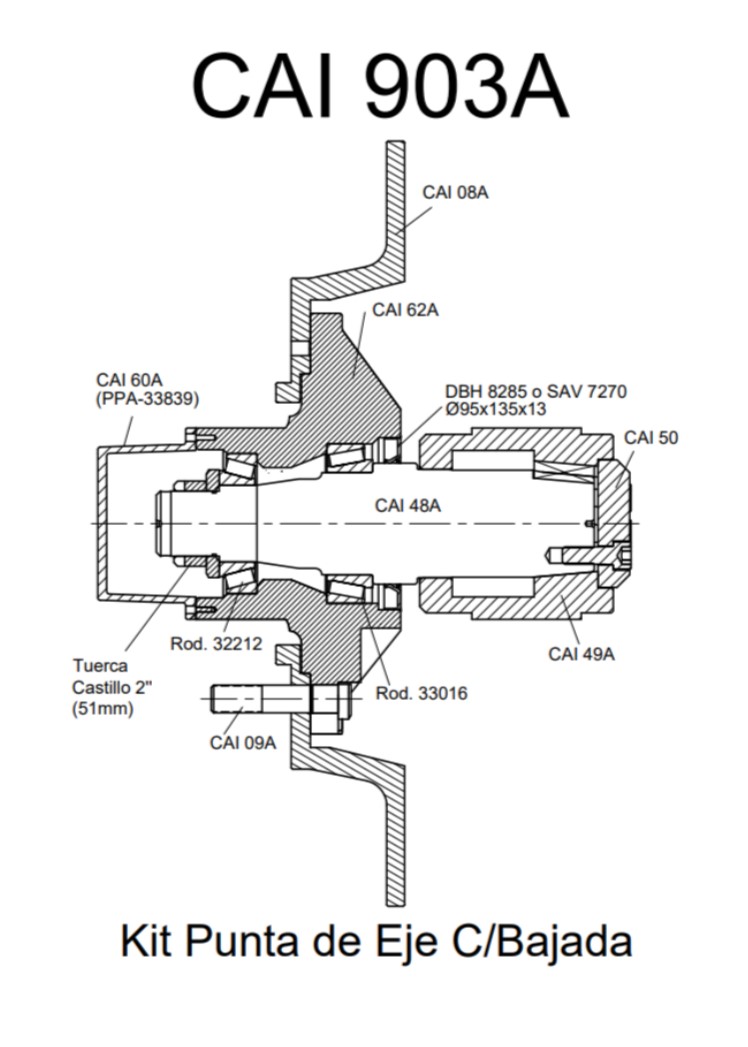 CAI 903A
CAI 08A
CAI 62A
CAI 60A
(PPA-33839)
DBH 8285 o SAV 7270
Ø95x135x13
CAI 50
CAI 48A
Rod. 32212
CAI 49A
Tuerca
Castillo 2"
(51mm)
Rod. 33016
CAI 09A
Kit Punta de Eje C/Bajada